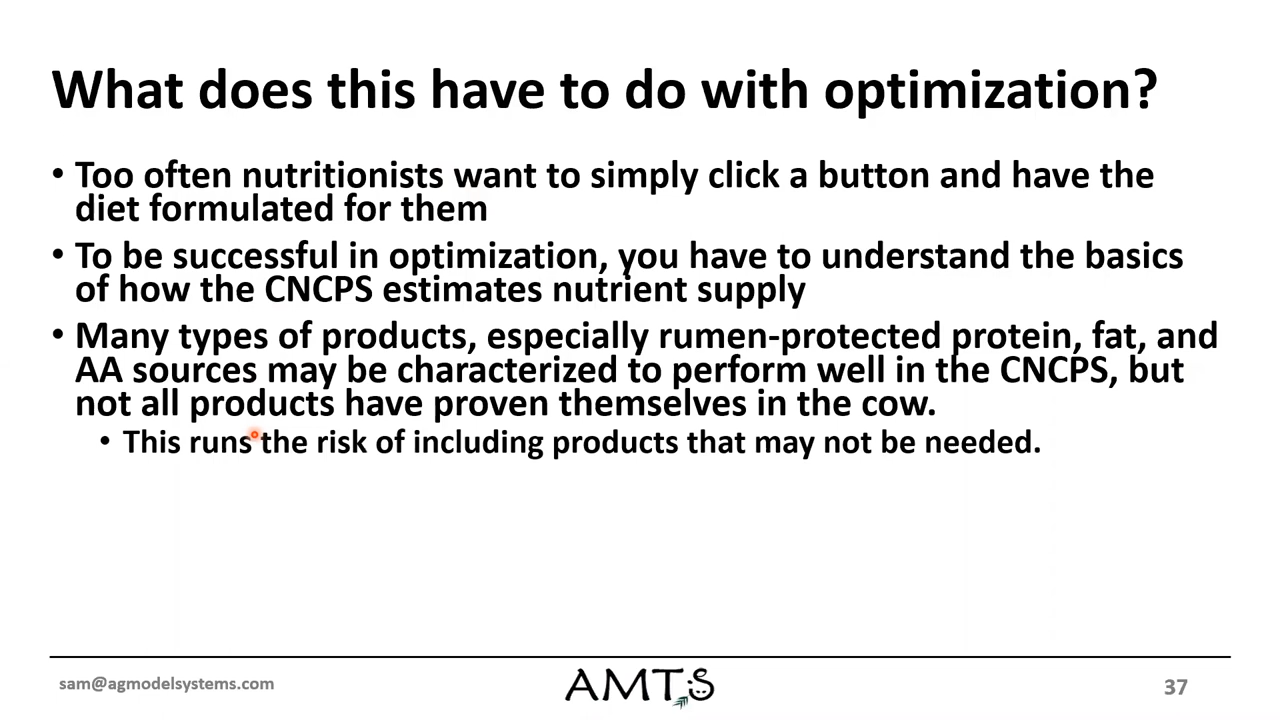 What does this have to do with optimization?
• Too often nutritionists want to simply click a button and have the
diet formulated for them
• To be successful in optimization, you have to understand the basics
of how the CNCPS estimates nutrient supply
• Many types of products, especially rumen-protected protein, fat, and
AA sources may be characterized to perform well in the CNCPS, but
not all products have proven themselves in the cow.
• This runs the risk of including products that may not be needed.
sam@agmodelsystems.com
AMTS
37